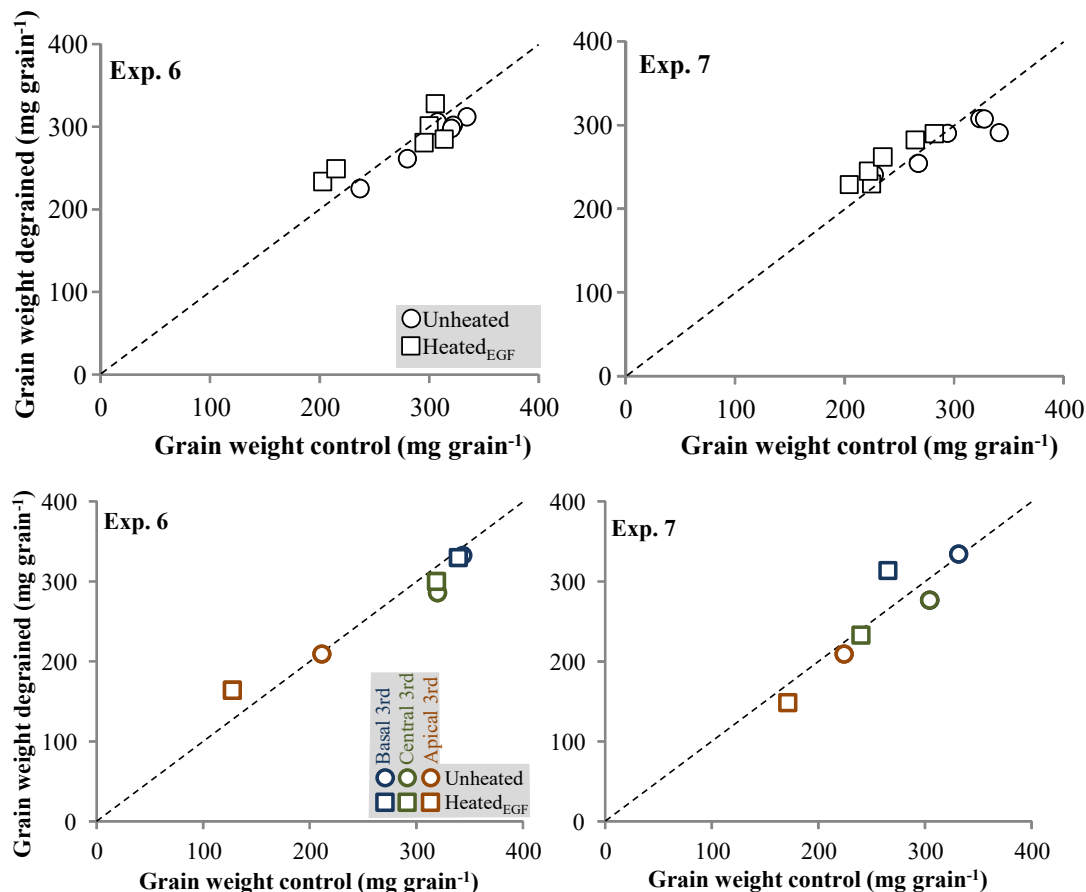 Exp. 6
Grain weight degrained (mg grain⁻¹)
400
300
200
100
0
0 100 200 300 400
Grain weight control (mg grain⁻¹)
Unheated
Heated_EGF
Exp. 7
400
300
200
100
0
0 100 200 300 400
Grain weight control (mg grain⁻¹)
Exp. 6
Grain weight degrained (mg grain⁻¹)
400
300
200
100
0
0 100 200 300 400
Grain weight control (mg grain⁻¹)
Basal 3rd
Central 3rd
Apical 3rd
Unheated
Heated_EGF
Exp. 7
400
300
200
100
0
0 100 200 300 400
Grain weight control (mg grain⁻¹)